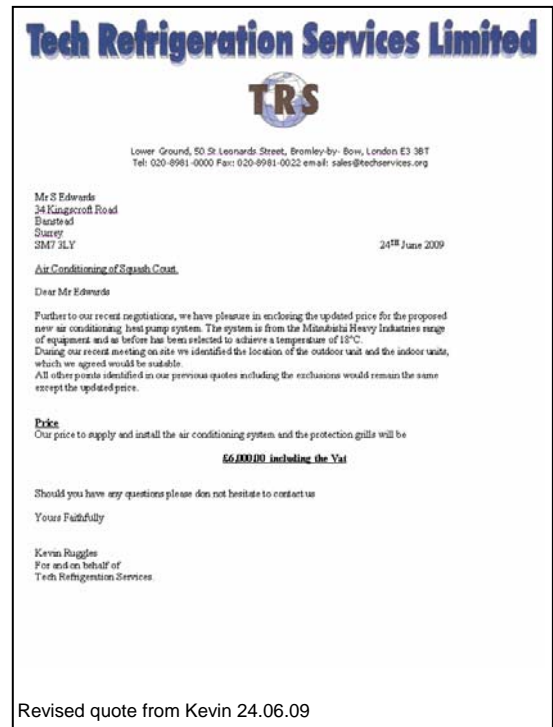 Tech Refrigeration Services Limited
TRS
Lower Ground, 50 St Leonards Street, Bromley-by- Bow, London E3 3BT
Tel: 020-8981-0000 Fax: 020-8981-0022 email: sales@techservices.org
Mr S Edwards
34 Kingscroft Road
Banstead
Surrey
SM7 3LY
24TH June 2009
Air Conditioning of Squash Court.
Dear Mr Edwards
Further to our recent negotiations, we have pleasure in enclosing the updated price for the proposed
new air conditioning heat pump system. The system is from the Mitsubishi Heavy Industries range
of equipment and as before has been selected to achieve a temperature of 18°C.
During our recent meeting on site we identified the location of the outdoor unit and the indoor units,
which we agreed would be suitable.
All other points identified in our previous quotes including the exclusions would remain the same
except the updated price.
Price
Our price to supply and install the air conditioning system and the protection grills will be
£6,000.00 including the Vat
Should you have any questions please don not hesitate to contact us
Yours Faithfully
Kevin Ruggles
For and on behalf of
Tech Refrigeration Services.
Revised quote from Kevin 24.06.09